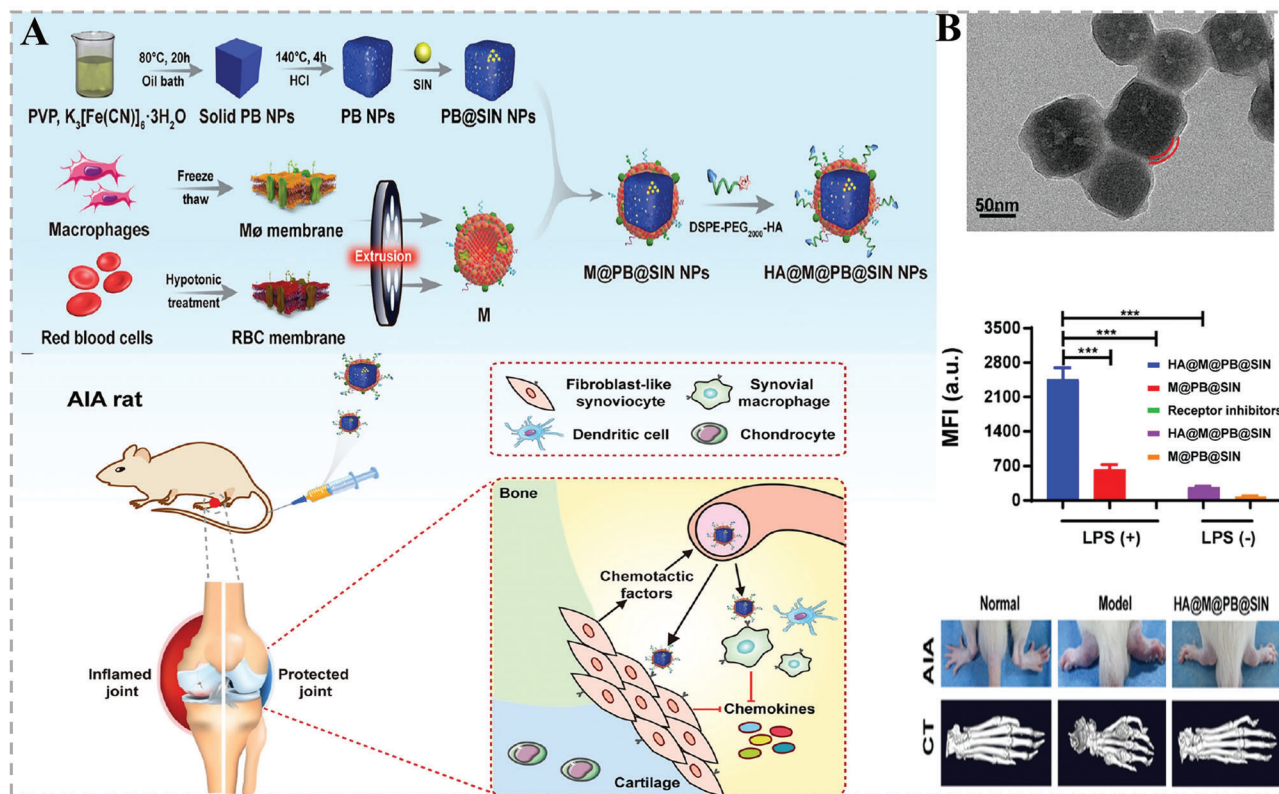 A
80°C, 20h
Oil bath
140°C, 4h
HCl
SIN
PVP, K₃[Fe(CN)]₆·3H₂O
Solid PB NPs
PB NPs
PB@SIN NPs
Macrophages
Freeze
thaw
Mø membrane
Red blood cells
Hypotonic
treatment
RBC membrane
Extrusion
M
M@PB@SIN NPs
DSPE-PEG₂₀₀₀-HA
HA@M@PB@SIN NPs
AIA rat
Inflamed
joint
Protected
joint
Fibroblast-like
synoviocyte
Synovial
macrophage
Dendritic cell
Chondrocyte
Bone
Chemotactic
factors
Chemokines
Cartilage
B
50nm
MFI (a.u.)
3500
2800
2100
1400
700
0
***
***
***
HA@M@PB@SIN
M@PB@SIN
Receptor inhibitors
HA@M@PB@SIN
M@PB@SIN
LPS (+)
LPS (-)
Normal
Model
HA@M@PB@SIN
AIA
CT